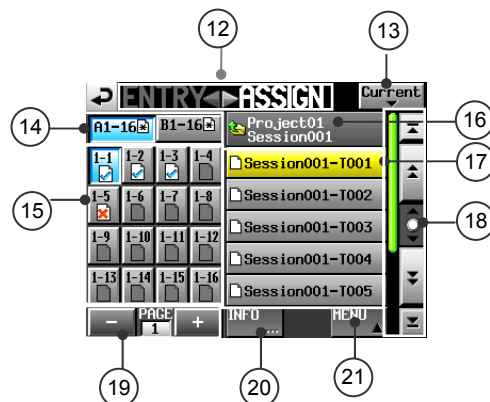 12
13
ENTRY ASSIGN
Current
14
A1-16 B1-16
Project01
Session001
16
1-1 1-2 1-3 1-4
Session001-T001
17
15
1-5 1-6 1-7 1-8
Session001-T002
18
1-9 1-10 1-11 1-12
Session001-T003
Session001-T004
1-13 1-14 1-15 1-16
Session001-T005
− PAGE 1 +
INFO ...
MENU
19
20
21